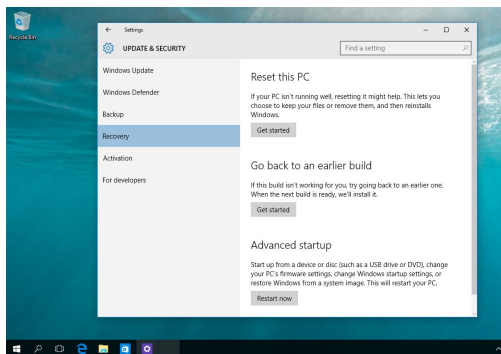 Recycle Bin
Settings
UPDATE & SECURITY
Find a setting
Windows Update
Windows Defender
Backup
Recovery
Activation
For developers
Reset this PC
If your PC isn't running well, resetting it might help. This lets you
choose to keep your files or remove them, and then reinstalls
Windows.
Get started
Go back to an earlier build
If this build isn't working for you, try going back to an earlier one.
When the next build is ready, we'll install it.
Get started
Advanced startup
Start up from a device or disc (such as a USB drive or DVD), change
your PC's firmware settings, change Windows startup settings, or
restore Windows from a system image. This will restart your PC.
Restart now